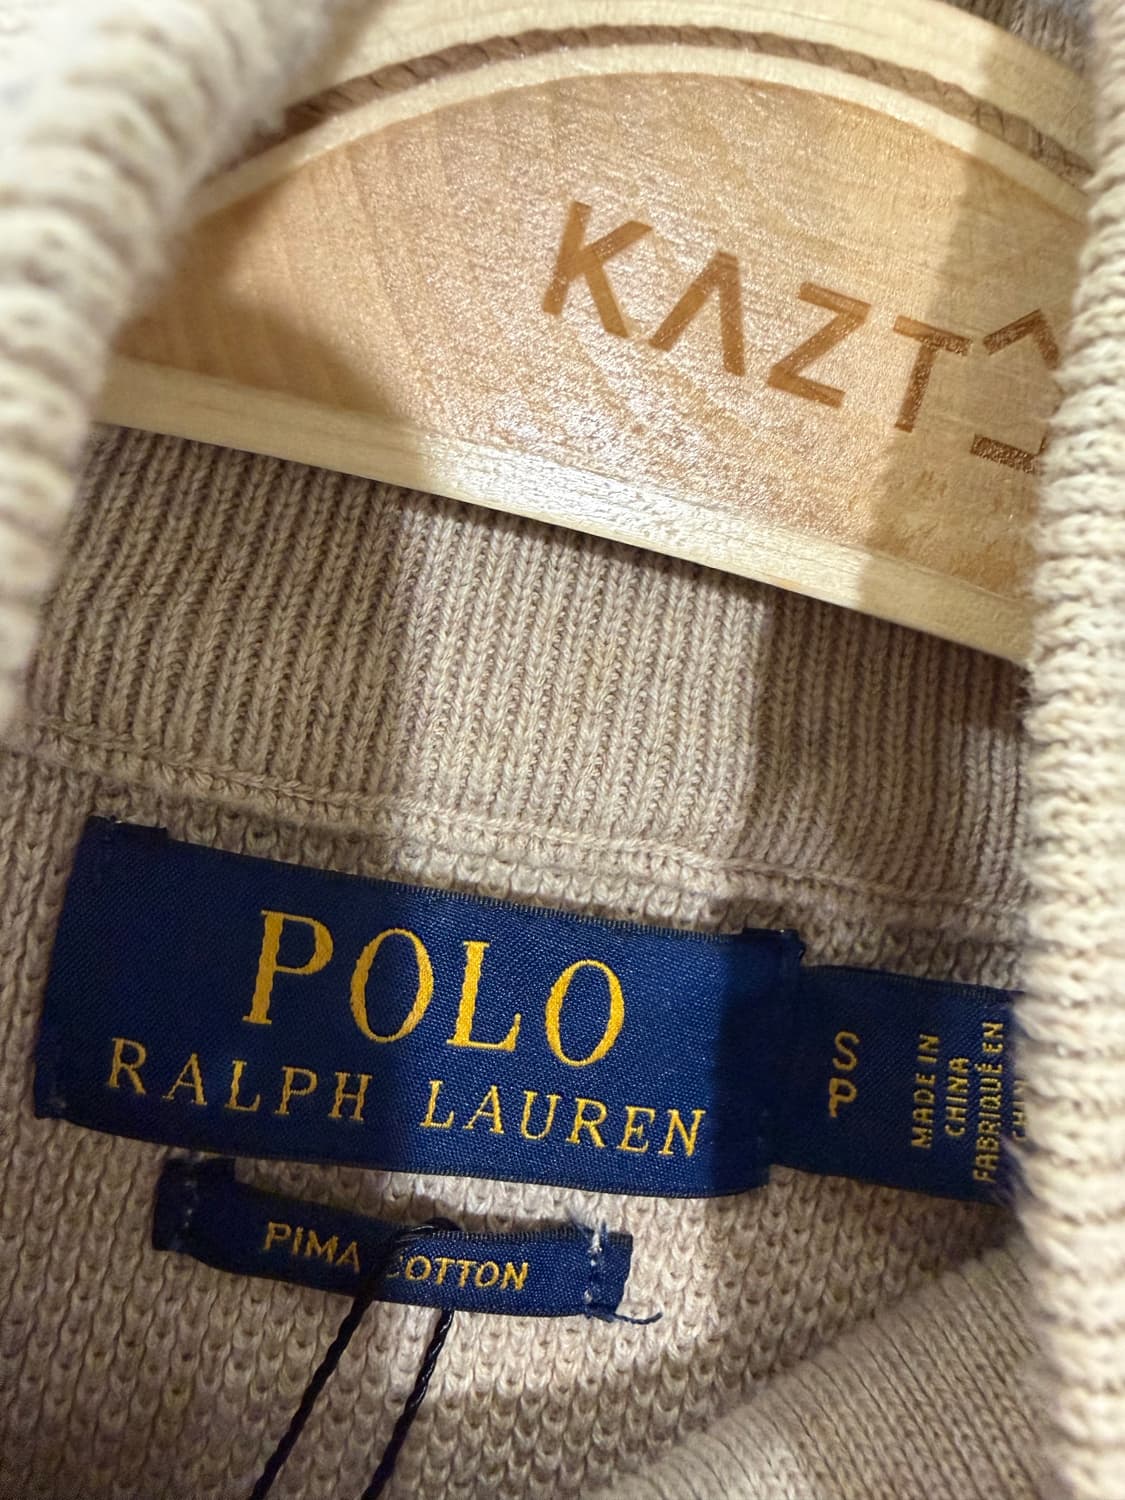 KAZT
POLO
RALPH LAUREN
S
P
MADE IN
CHINA
FABRIQUÉ EN
PIMA COTTON